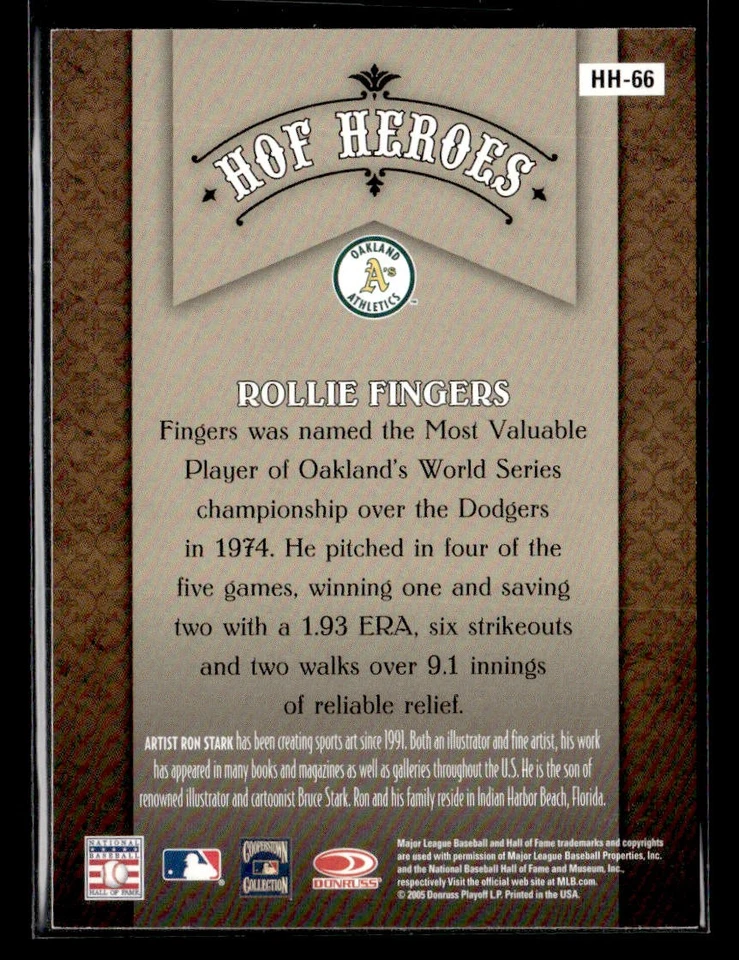 HH-66
HOF HEROES
OAKLAND
A's
ATHLETICS
TM
ROLLIE FINGERS
Fingers was named the Most Valuable
Player of Oakland's World Series
championship over the Dodgers
in 1974. He pitched in four of the
five games, winning one and saving
two with a 1.93 ERA, six strikeouts
and two walks over 9.1 innings
of reliable relief.
ARTIST RON STARK has been creating sports art since 1991. Both an illustrator and fine artist, his work
has appeared in many books and magazines as well as galleries throughout the U.S. He is the son of
renowned illustrator and cartoonist Bruce Stark. Ron and his family reside in Indian Harbor Beach, Florida.
NATIONAL
BASEBALL
HALL OF FAME
COOPERSTOWN
COLLECTION
DONRUSS
Major League Baseball and Hall of Fame trademarks and copyrights
are used with permission of Major League Baseball Properties, Inc.
and the National Baseball Hall of Fame and Museum, Inc.,
respectively Visit the official web site at MLB.com.
© 2005 Donruss Playoff L.P. Printed in the USA.